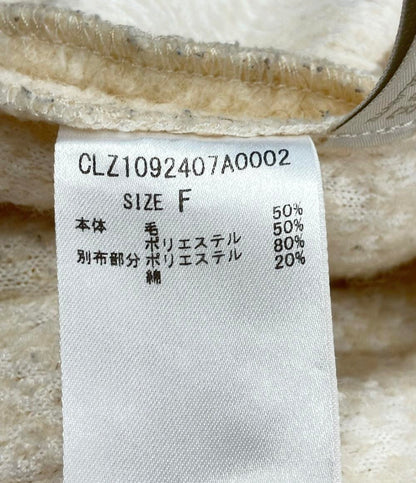 CLZ1092407A0002
SIZE F
本体 毛 50%
ポリエステル 50%
別布部分 ポリエステル 80%
綿 20%